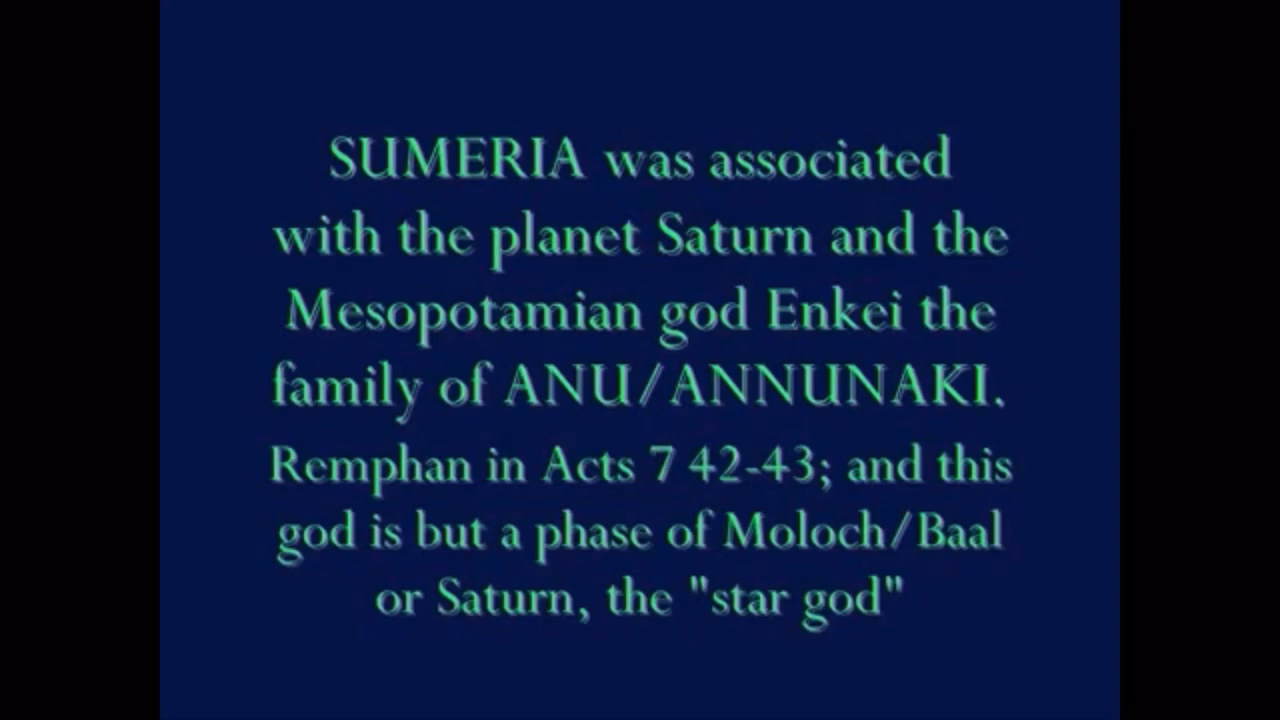 SUMERIA was associated
with the planet Saturn and the
Mesopotamian god Enkei the
family of ANU/ANNUNAKI.
Remphan in Acts 7 42-43; and this
god is but a phase of Moloch/Baal
or Saturn, the "star god"